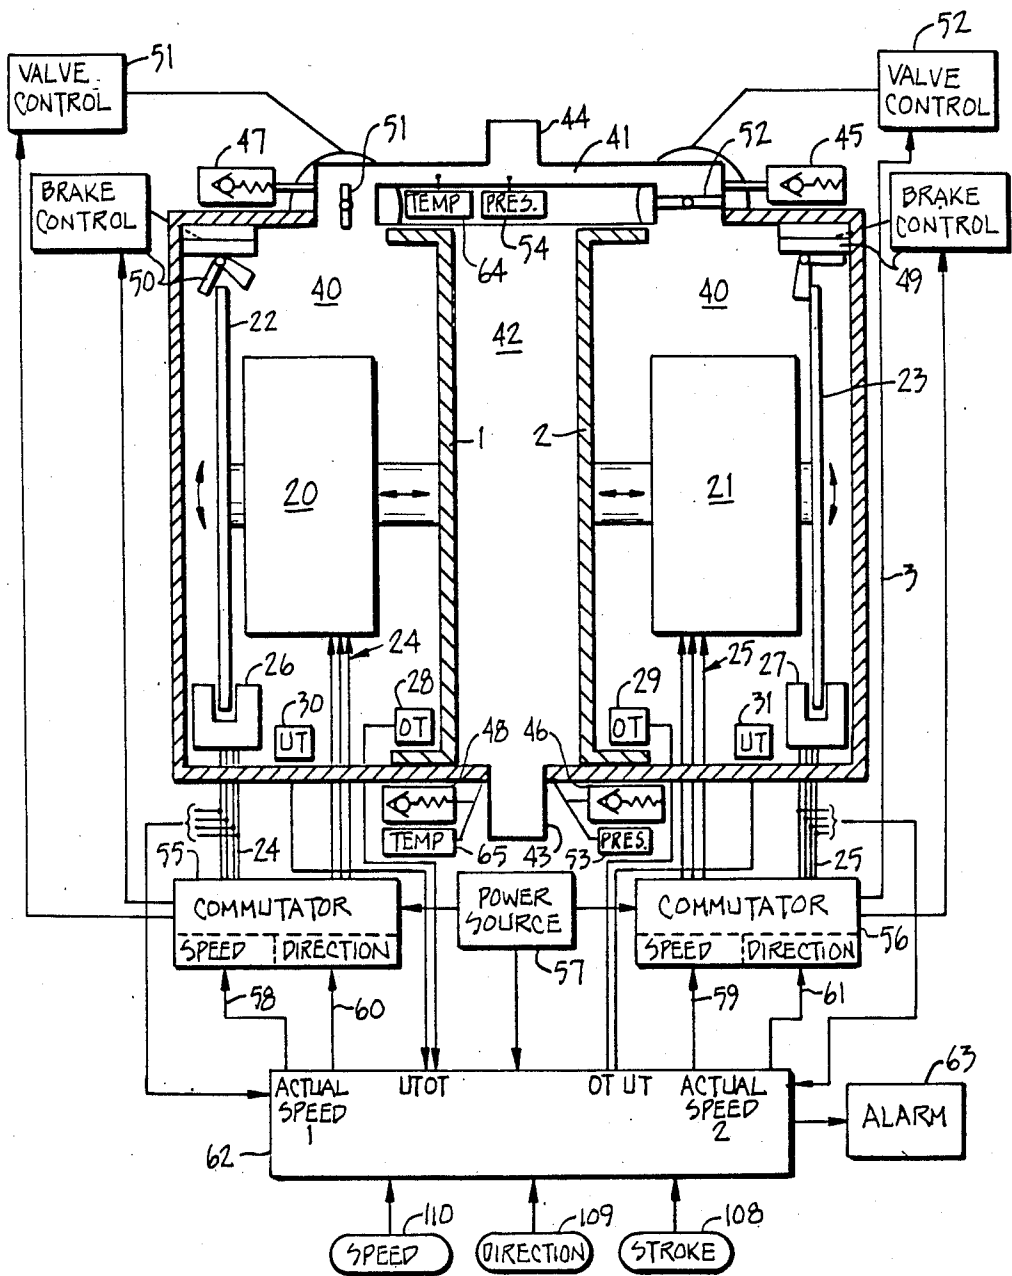 51
VALVE
CONTROL
52
VALVE
CONTROL
44
41
47
51
52
45
BRAKE
CONTROL
TEMP
PRES.
BRAKE
CONTROL
50
64
54
49
40
40
22
42
23
1
2
20
21
3
24
25
26
28
29
27
30
31
OT
OT
UT
UT
48
46
TEMP
65
43
53
PRES.
55
24
25
COMMUTATOR
SPEED
DIRECTION
POWER
SOURCE
COMMUTATOR
SPEED
DIRECTION
56
57
58
60
59
61
ACTUAL
SPEED
1
UT OT
OT UT
ACTUAL
SPEED
2
63
ALARM
62
110
109
108
SPEED
DIRECTION
STROKE